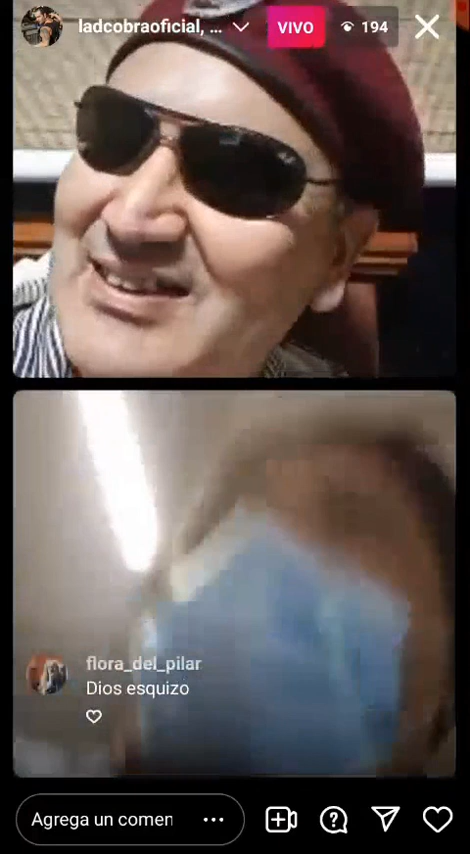 ladcobraoficial, ...
VIVO
194
flora_del_pilar
Dios esquizo
Agrega un comen